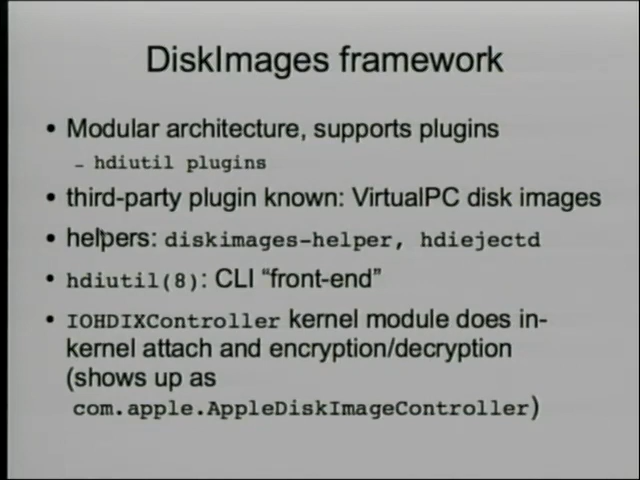 DiskImages framework
• Modular architecture, supports plugins
– hdiutil plugins
• third-party plugin known: VirtualPC disk images
• helpers: diskimages-helper, hdiejectd
• hdiutil(8): CLI “front-end”
• IOHDIXController kernel module does in-
kernel attach and encryption/decryption
(shows up as
com.apple.AppleDiskImageController)